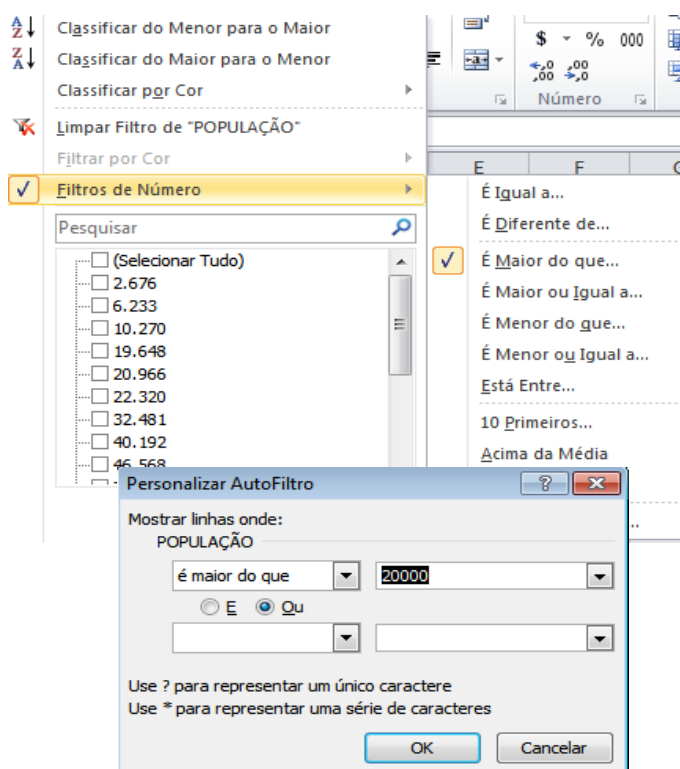 Classificar do Menor para o Maior
Classificar do Maior para o Menor
Classificar por Cor
Limpar Filtro de "POPULAÇÃO"
Filtrar por Cor
Filtros de Número
Pesquisar
(Selecionar Tudo)
2.676
6.233
10.270
19.648
20.966
22.320
32.481
40.192
46.568
$ % 000
,0 ,00
,00 ,0
Número
E F
É Igual a...
É Diferente de...
É Maior do que...
É Maior ou Igual a...
É Menor do que...
É Menor ou Igual a...
Está Entre...
10 Primeiros...
Acima da Média
Personalizar AutoFiltro
Mostrar linhas onde:
POPULAÇÃO
é maior do que 20000
E Ou
Use ? para representar um único caractere
Use * para representar uma série de caracteres
OK Cancelar